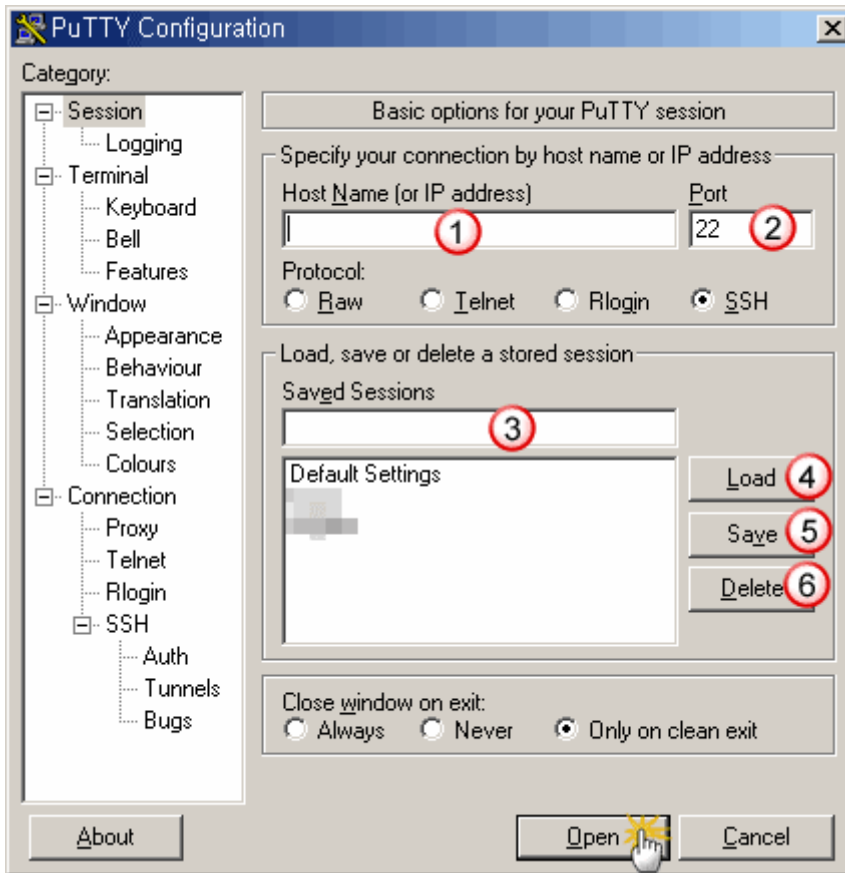 PuTTY Configuration
Category:
Session
Logging
Terminal
Keyboard
Bell
Features
Window
Appearance
Behaviour
Translation
Selection
Colours
Connection
Proxy
Telnet
Rlogin
SSH
Auth
Tunnels
Bugs
Basic options for your PuTTY session
Specify your connection by host name or IP address
Host Name (or IP address) Port
1 22 2
Protocol:
Raw Telnet Rlogin SSH
Load, save or delete a stored session
Saved Sessions
3
Default Settings
Load 4
Save 5
Delete 6
Close window on exit:
Always Never Only on clean exit
About Open Cancel